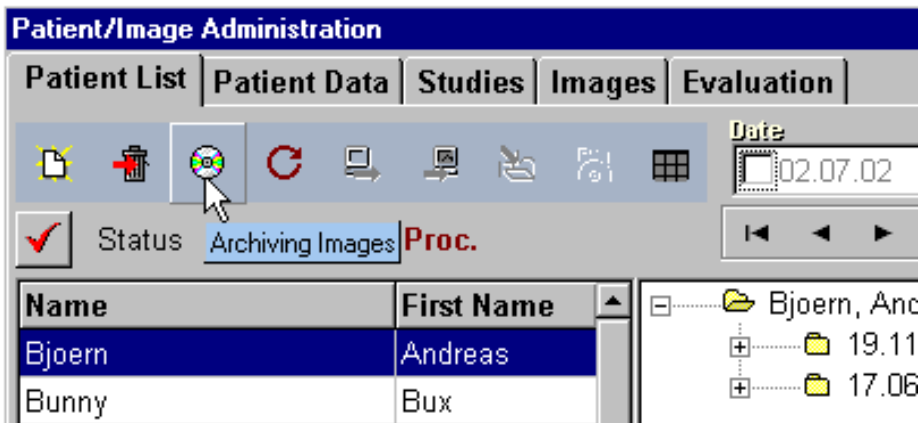 Patient/Image Administration
Patient List Patient Data Studies Images Evaluation
Date
02.07.02
Status Archiving Images Proc.
Name First Name
Bjoern, And
Bjoern Andreas
19.11
17.06
Bunny Bux